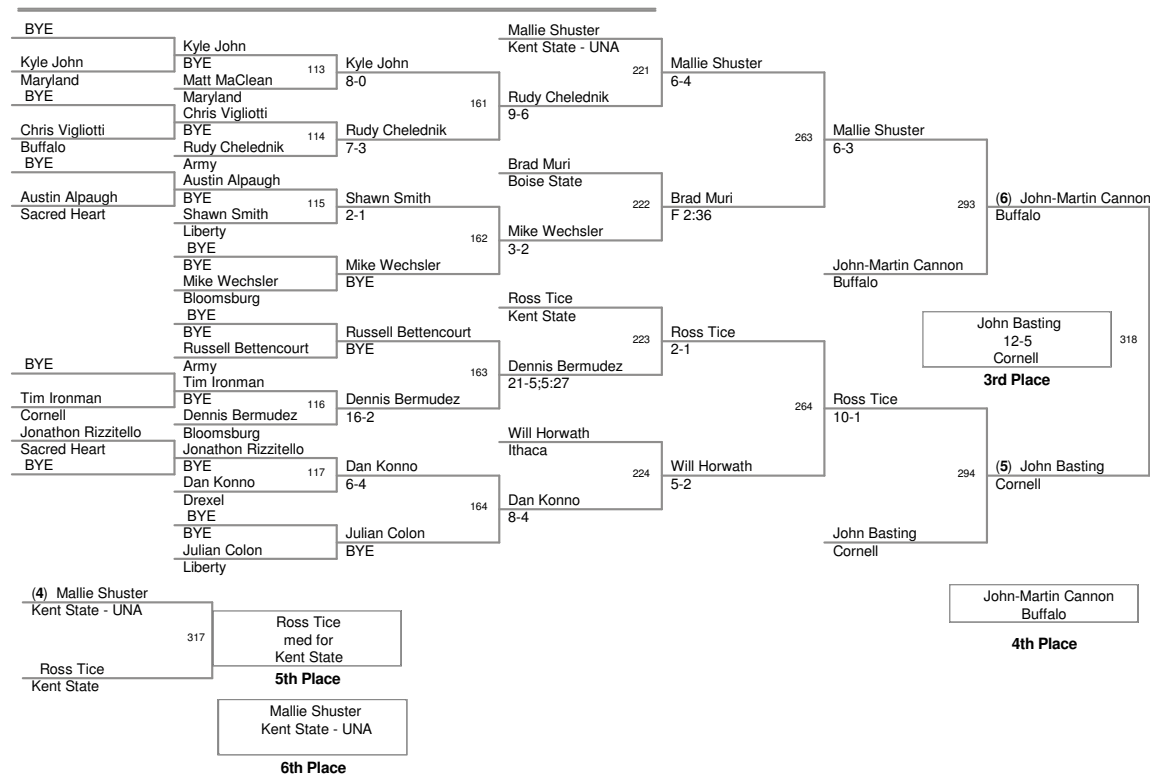 BYE
Kyle John
Maryland
BYE
Chris Vigliotti
Buffalo
BYE
Austin Alpaugh
Sacred Heart
BYE
Tim Ironman
Cornell
Jonathon Rizzitello
Sacred Heart
BYE
Kyle John
BYE
113
Matt MaClean
Maryland
Chris Vigliotti
BYE
114
Rudy Chelednik
Army
Austin Alpaugh
BYE
115
Shawn Smith
Liberty
BYE
BYE
Mike Wechsler
Bloomsburg
BYE
BYE
Russell Bettencourt
Army
Tim Ironman
BYE
116
Dennis Bermudez
Bloomsburg
Jonathon Rizzitello
BYE
117
Dan Konno
Drexel
BYE
BYE
Julian Colon
Liberty
Kyle John
8-0
161
Rudy Chelednik
7-3
Shawn Smith
2-1
162
Mike Wechsler
BYE
Russell Bettencourt
BYE
163
Dennis Bermudez
16-2
Dan Konno
6-4
164
Julian Colon
BYE
Mallie Shuster
Kent State - UNA
221
Rudy Chelednik
9-6
Brad Muri
Boise State
222
Mike Wechsler
3-2
Ross Tice
Kent State
223
Dennis Bermudez
21-5;5:27
Will Horwath
Ithaca
224
Dan Konno
8-4
Mallie Shuster
6-4
263
Brad Muri
F 2:36
Ross Tice
2-1
264
Will Horwath
5-2
Mallie Shuster
6-3
293
John-Martin Cannon
Buffalo
Ross Tice
10-1
294
John Basting
Cornell
(6) John-Martin Cannon
Buffalo
John Basting
12-5
Cornell
318
3rd Place
(5) John Basting
Cornell
John-Martin Cannon
Buffalo
4th Place
(4) Mallie Shuster
Kent State - UNA
317
Ross Tice
Kent State
Ross Tice
med for
Kent State
5th Place
Mallie Shuster
Kent State - UNA
6th Place